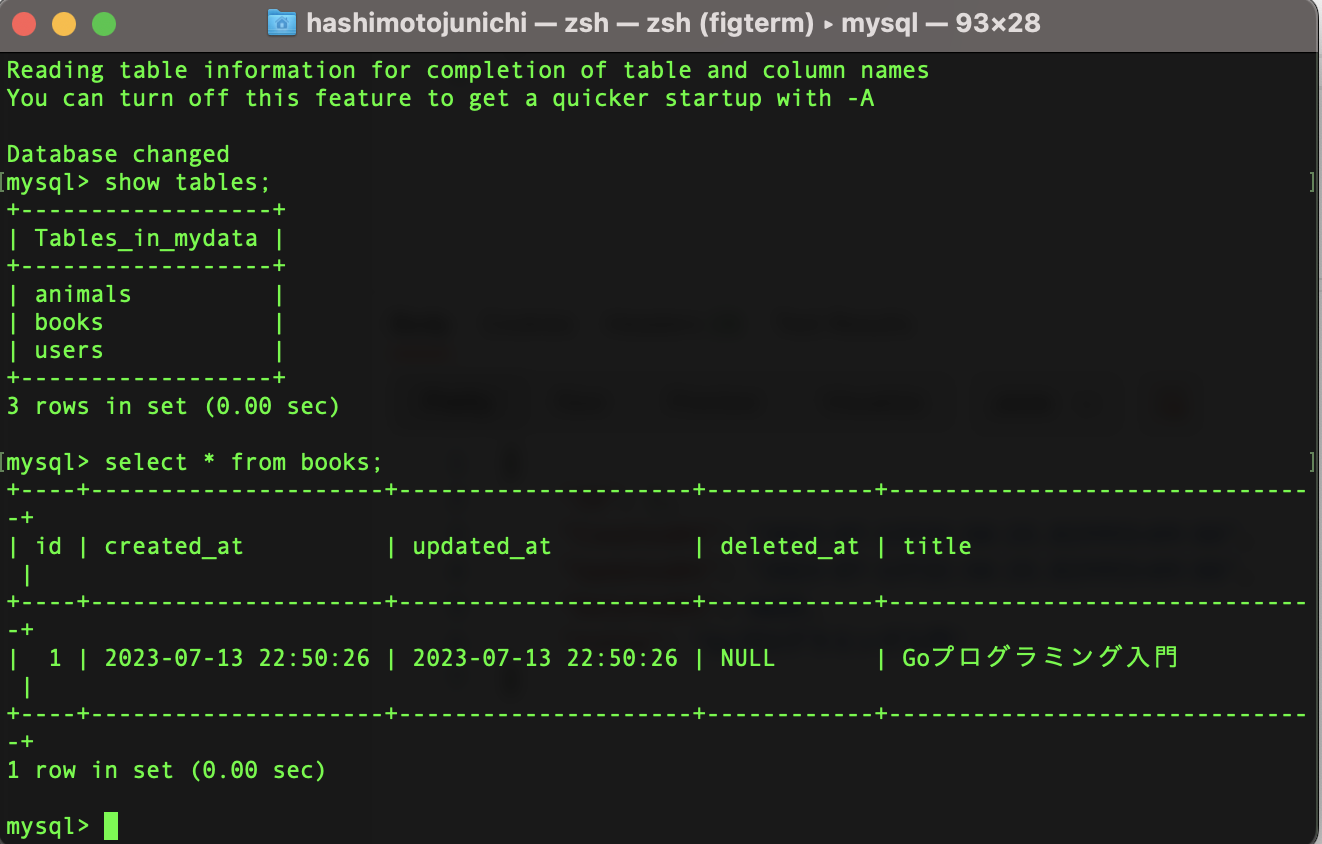 hashimotojunichi — zsh — zsh (figterm) ▸ mysql — 93×28
Reading table information for completion of table and column names
You can turn off this feature to get a quicker startup with -A
Database changed
mysql> show tables;
+------------------+
| Tables_in_mydata |
+------------------+
| animals          |
| books            |
| users            |
+------------------+
3 rows in set (0.00 sec)
mysql> select * from books;
+----+---------------------+---------------------+------------+------------------------------
-+
| id | created_at          | updated_at          | deleted_at | title
 |
+----+---------------------+---------------------+------------+------------------------------
-+
|  1 | 2023-07-13 22:50:26 | 2023-07-13 22:50:26 | NULL       | Goプログラミング入門
 |
+----+---------------------+---------------------+------------+------------------------------
-+
1 row in set (0.00 sec)
mysql>